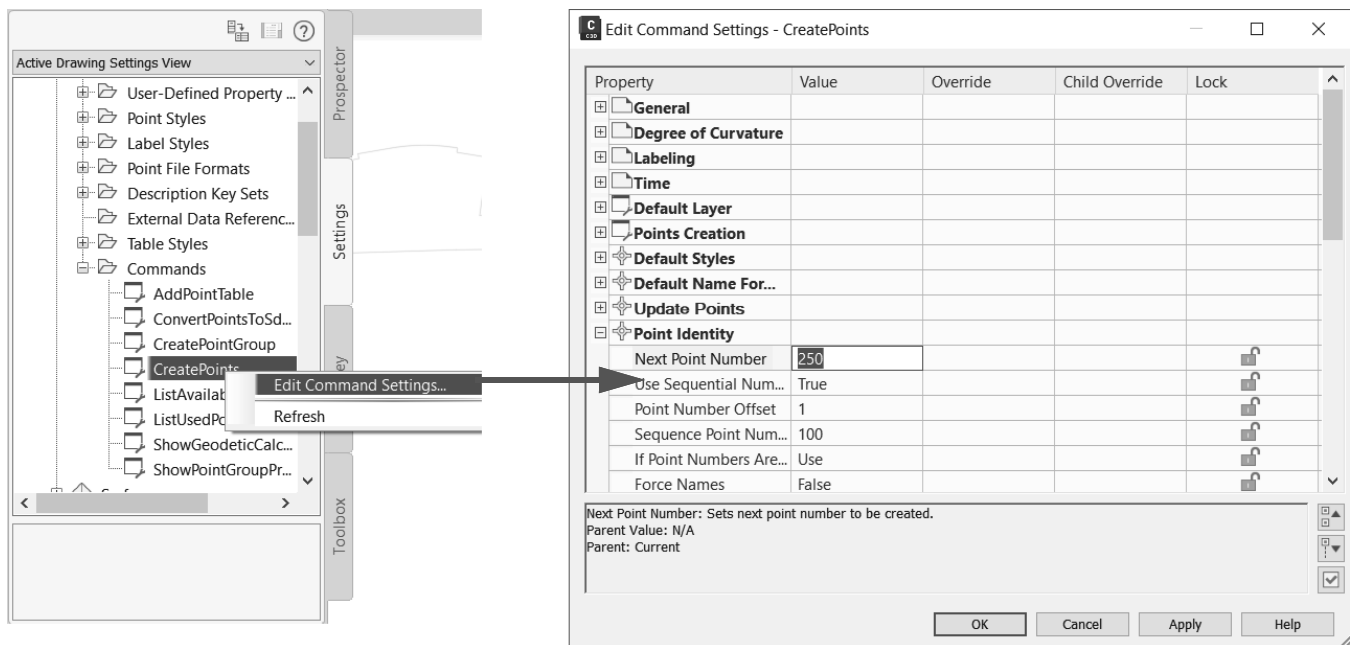 Active Drawing Settings View
User-Defined Property ...
Point Styles
Label Styles
Point File Formats
Description Key Sets
External Data Referenc...
Table Styles
Commands
AddPointTable
ConvertPointsToSd...
CreatePointGroup
CreatePoints
ListAvailab
ListUsedPo
ShowGeodeticCalc...
ShowPointGroupPr...
Edit Command Settings...
Refresh
Prospector
Settings
ey
Toolbox
C
C3D
Edit Command Settings - CreatePoints
Property Value Override Child Override Lock
General
Degree of Curvature
Labeling
Time
Default Layer
Points Creation
Default Styles
Default Name For...
Update Points
Point Identity
Next Point Number 250
Use Sequential Num... True
Point Number Offset 1
Sequence Point Num... 100
If Point Numbers Are... Use
Force Names False
Next Point Number: Sets next point number to be created.
Parent Value: N/A
Parent: Current
OK Cancel Apply Help